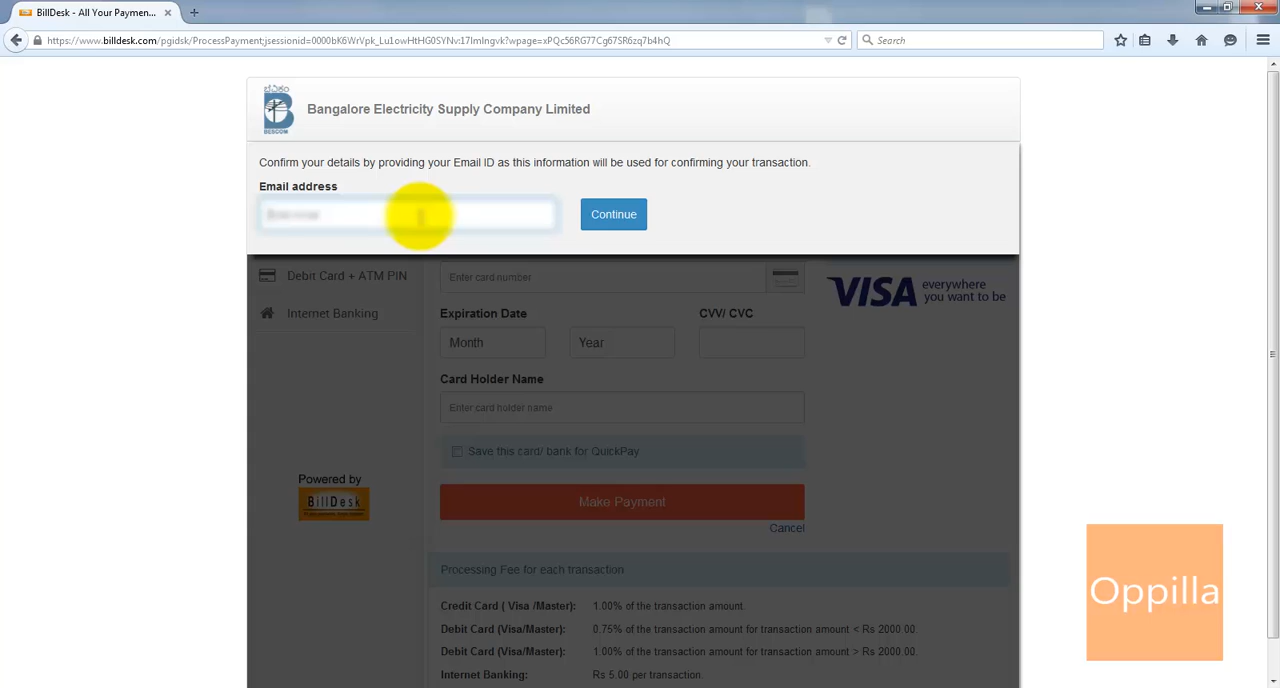 BillDesk - All Your Paymen...
https://www.billdesk.com/pgidsk/ProcessPayment;jsessionid=0000bK6WrVpk_Lu1owHtHG0SYNv:17lmlngvk?wpage=xPQc56RG77Cg67SR6zq7b4hQ
Search
ಬೆವಿಕಂ
BESCOM
Bangalore Electricity Supply Company Limited
Confirm your details by providing your Email ID as this information will be used for confirming your transaction.
Email address
Continue
Debit Card + ATM PIN
Enter card number
VISA everywhere
you want to be
Internet Banking
Expiration Date
CVV/ CVC
Month
Year
Card Holder Name
Enter card holder name
Save this card/ bank for QuickPay
Powered by
BillDesk
Make Payment
Cancel
Processing Fee for each transaction
Credit Card ( Visa /Master): 1.00% of the transaction amount.
Debit Card (Visa/Master): 0.75% of the transaction amount for transaction amount < Rs 2000.00.
Debit Card (Visa/Master): 1.00% of the transaction amount for transaction amount > Rs 2000.00.
Internet Banking: Rs 5.00 per transaction.
Oppilla